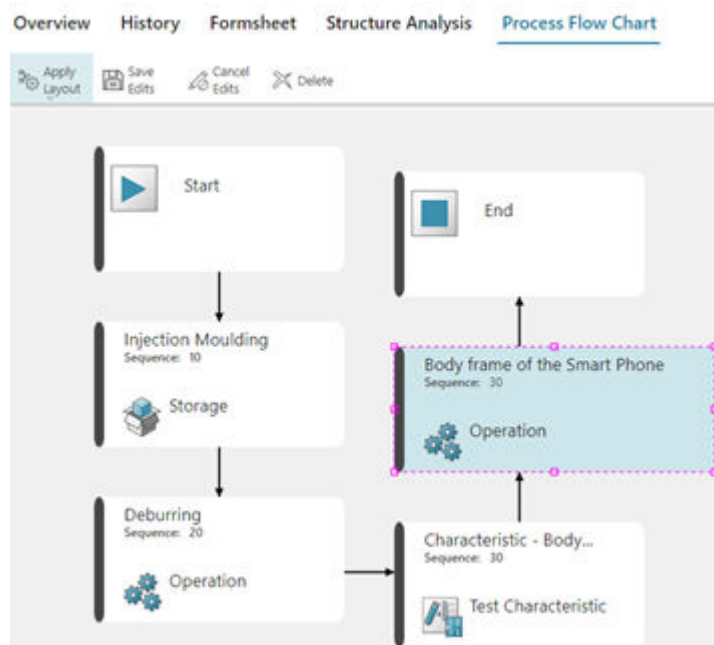 Overview History Formsheet Structure Analysis Process Flow Chart
Apply Layout
Save Edits
Cancel Edits
Delete
Start
Injection Moulding
Sequence: 10
Storage
Deburring
Sequence: 20
Operation
Characteristic - Body...
Sequence: 30
Test Characteristic
Body frame of the Smart Phone
Sequence: 30
Operation
End